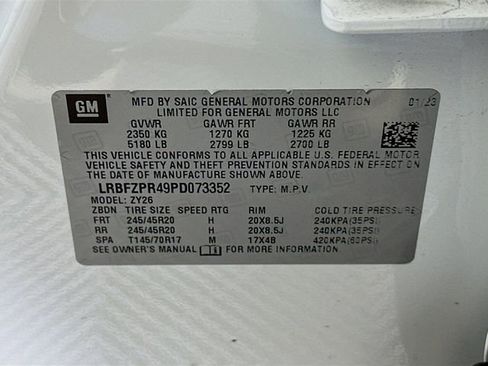 GM
MFD BY SAIC GENERAL MOTORS CORPORATION 01/23
LIMITED FOR GENERAL MOTORS LLC
GVWR GAWR FRT GAWR RR
2350 KG 1270 KG 1225 KG
5180 LB 2799 LB 2700 LB
THIS VEHICLE CONFORMS TO ALL APPLICABLE U.S. FEDERAL MOTOR
VEHICLE SAFETY AND THEFT PREVENTION STANDARDS IN EFFECT ON
THE DATE OF MANUFACTURE SHOWN ABOVE.
LRBFZPR49PD073352 TYPE: M.P.V.
MODEL: ZY26
ZBDN TIRE SIZE SPEED RTG RIM COLD TIRE PRESSURE
FRT 245/45R20 H 20X8.5J 240KPA(35PSI)
RR 245/45R20 H 20X8.5J 240KPA(35PSI)
SPA T145/70R17 M 17X4B 420KPA(60PSI)
SEE OWNER'S MANUAL FOR MORE INFORMATION.